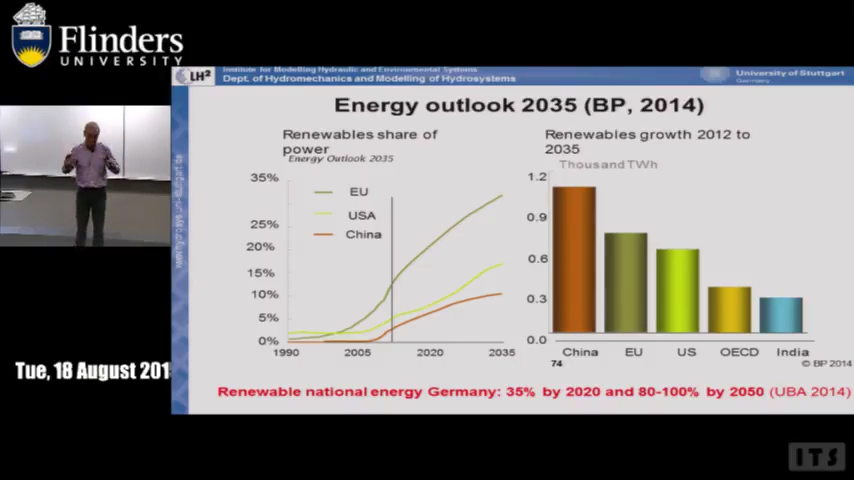 Flinders
UNIVERSITY
LH²
Institute for Modelling Hydraulic and Environmental Systems
Dept. of Hydromechanics and Modelling of Hydrosystems
University of Stuttgart
Germany
Energy outlook 2035 (BP, 2014)
Renewables share of
power
Energy Outlook 2035
35%
25%
20%
15%
10%
5%
0%
EU
USA
China
1990
2005
2020
2035
Renewables growth 2012 to
2035
Thousand TWh
1.2
0.9
0.6
0.3
0.0
China
EU
US
OECD
India
74
© BP 2014
Renewable national energy Germany: 35% by 2020 and 80-100% by 2050 (UBA 2014)
Tue, 18 August 201
ITS